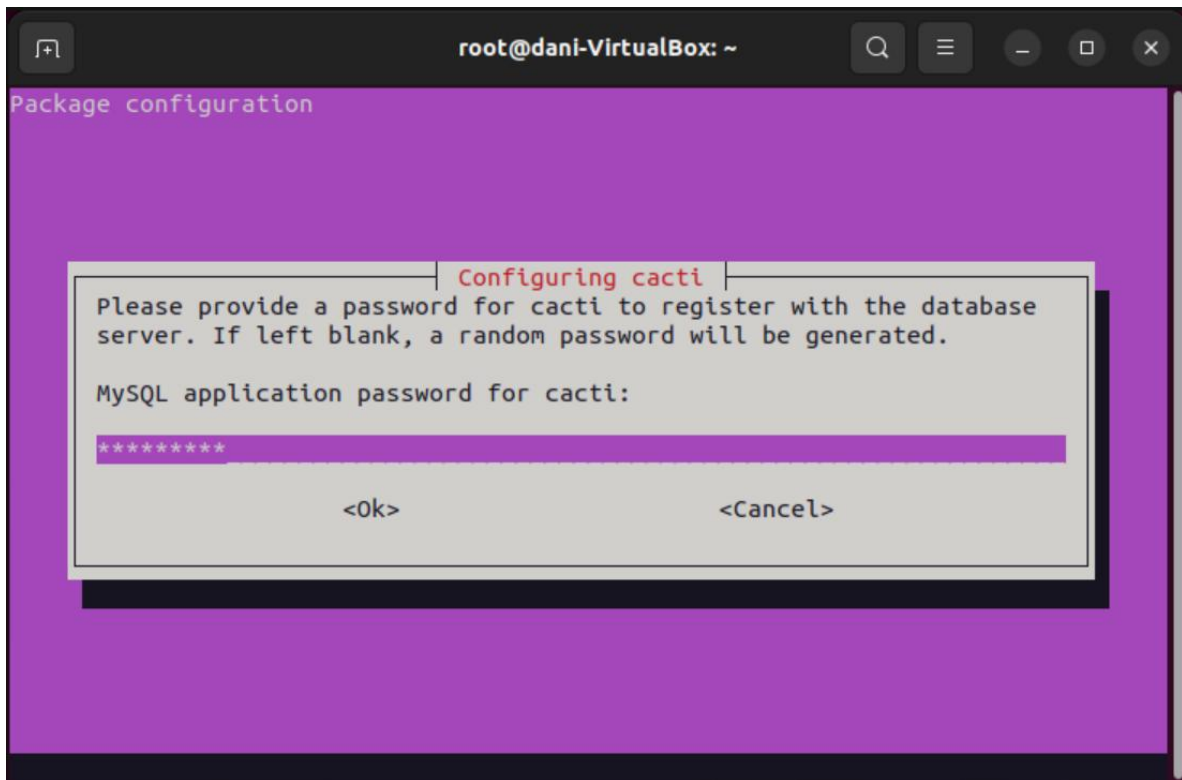 root@dani-VirtualBox: ~
Package configuration
Configuring cacti
Please provide a password for cacti to register with the database
server. If left blank, a random password will be generated.
MySQL application password for cacti:
*********
<Ok> <Cancel>